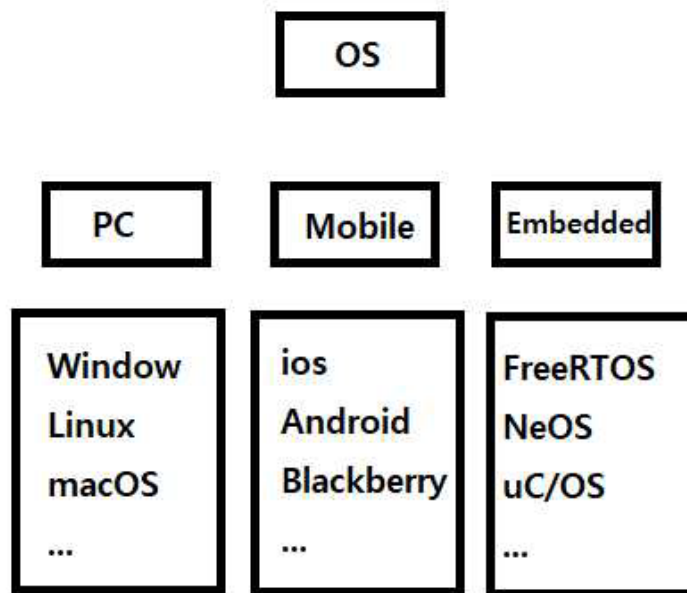 OS
PC
Mobile
Embedded
Window
Linux
macOS
...
ios
Android
Blackberry
...
FreeRTOS
NeOS
uC/OS
...